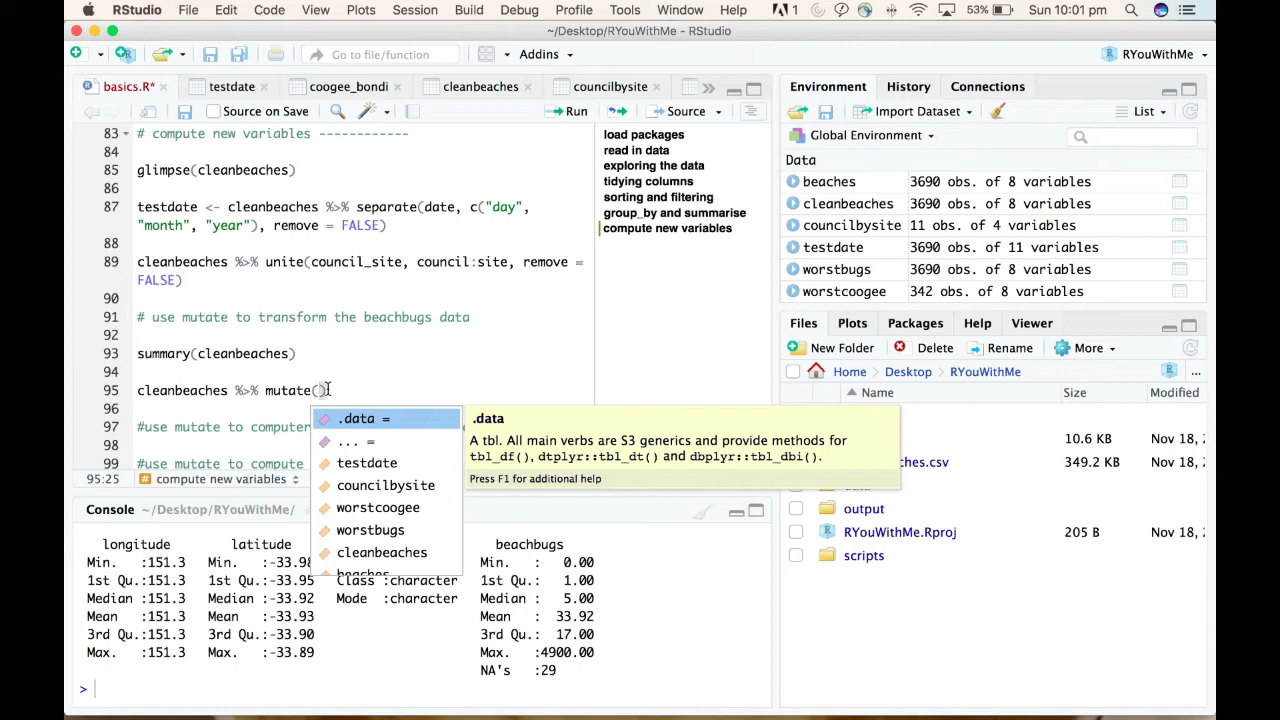 RStudio File Edit Code View Plots Session Build Debug Profile Tools Window Help 1 53% Sun 10:01 pm
~/Desktop/RYouWithMe - RStudio
Go to file/function Addins RYouWithMe
basics.R* testdate coogee_bondi cleanbeaches councilbysite
Source on Save Run Source
83 # compute new variables ------------
84
85 glimpse(cleanbeaches)
86
87 testdate <- cleanbeaches %>% separate(date, c("day",
"month", "year"), remove = FALSE)
88
89 cleanbeaches %>% unite(council_site, council:site, remove =
FALSE)
90
91 # use mutate to transform the beachbugs data
92
93 summary(cleanbeaches)
94
95 cleanbeaches %>% mutate()
96
97 #use mutate to computer
98
99 #use mutate to compute
95:25 # compute new variables
load packages
read in data
exploring the data
tidying columns
sorting and filtering
group_by and summarise
compute new variables
.data =
... =
testdate
councilbysite
worstcoogee
worstbugs
cleanbeaches
beaches
.data
A tbl. All main verbs are S3 generics and provide methods for
tbl_df(), dtplyr::tbl_dt() and dbplyr::tbl_dbi().
Press F1 for additional help
Console ~/Desktop/RYouWithMe/
longitude latitude beachbugs
Min. :151.3 Min. :-33.98 Min. : 0.00
1st Qu.:151.3 1st Qu.:-33.95 Class :character 1st Qu.: 1.00
Median :151.3 Median :-33.92 Mode :character Median : 5.00
Mean :151.3 Mean :-33.93 Mean : 33.92
3rd Qu.:151.3 3rd Qu.:-33.90 3rd Qu.: 17.00
Max. :151.3 Max. :-33.89 Max. :4900.00
NA's :29
>
Environment History Connections
Import Dataset List
Global Environment
Data
beaches 3690 obs. of 8 variables
cleanbeaches 3690 obs. of 8 variables
councilbysite 11 obs. of 4 variables
testdate 3690 obs. of 11 variables
worstbugs 3690 obs. of 8 variables
worstcoogee 342 obs. of 8 variables
Files Plots Packages Help Viewer
New Folder Delete Rename More
Home Desktop RYouWithMe ...
Name Size Modified
10.6 KB Nov 18,
ches.csv 349.2 KB Nov 18,
output
RYouWithMe.Rproj 205 B Nov 18,
scripts